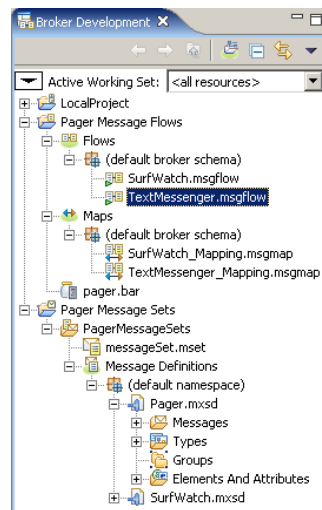 Broker Development
Active Working Set: <all resources>
LocalProject
Pager Message Flows
Flows
(default broker schema)
SurfWatch.msgflow
TextMessenger.msgflow
Maps
(default broker schema)
SurfWatch_Mapping.msgmap
TextMessenger_Mapping.msgmap
pager.bar
Pager Message Sets
PagerMessageSets
messageSet.mset
Message Definitions
(default namespace)
Pager.mxsd
Messages
Types
Groups
Elements And Attributes
SurfWatch.mxsd